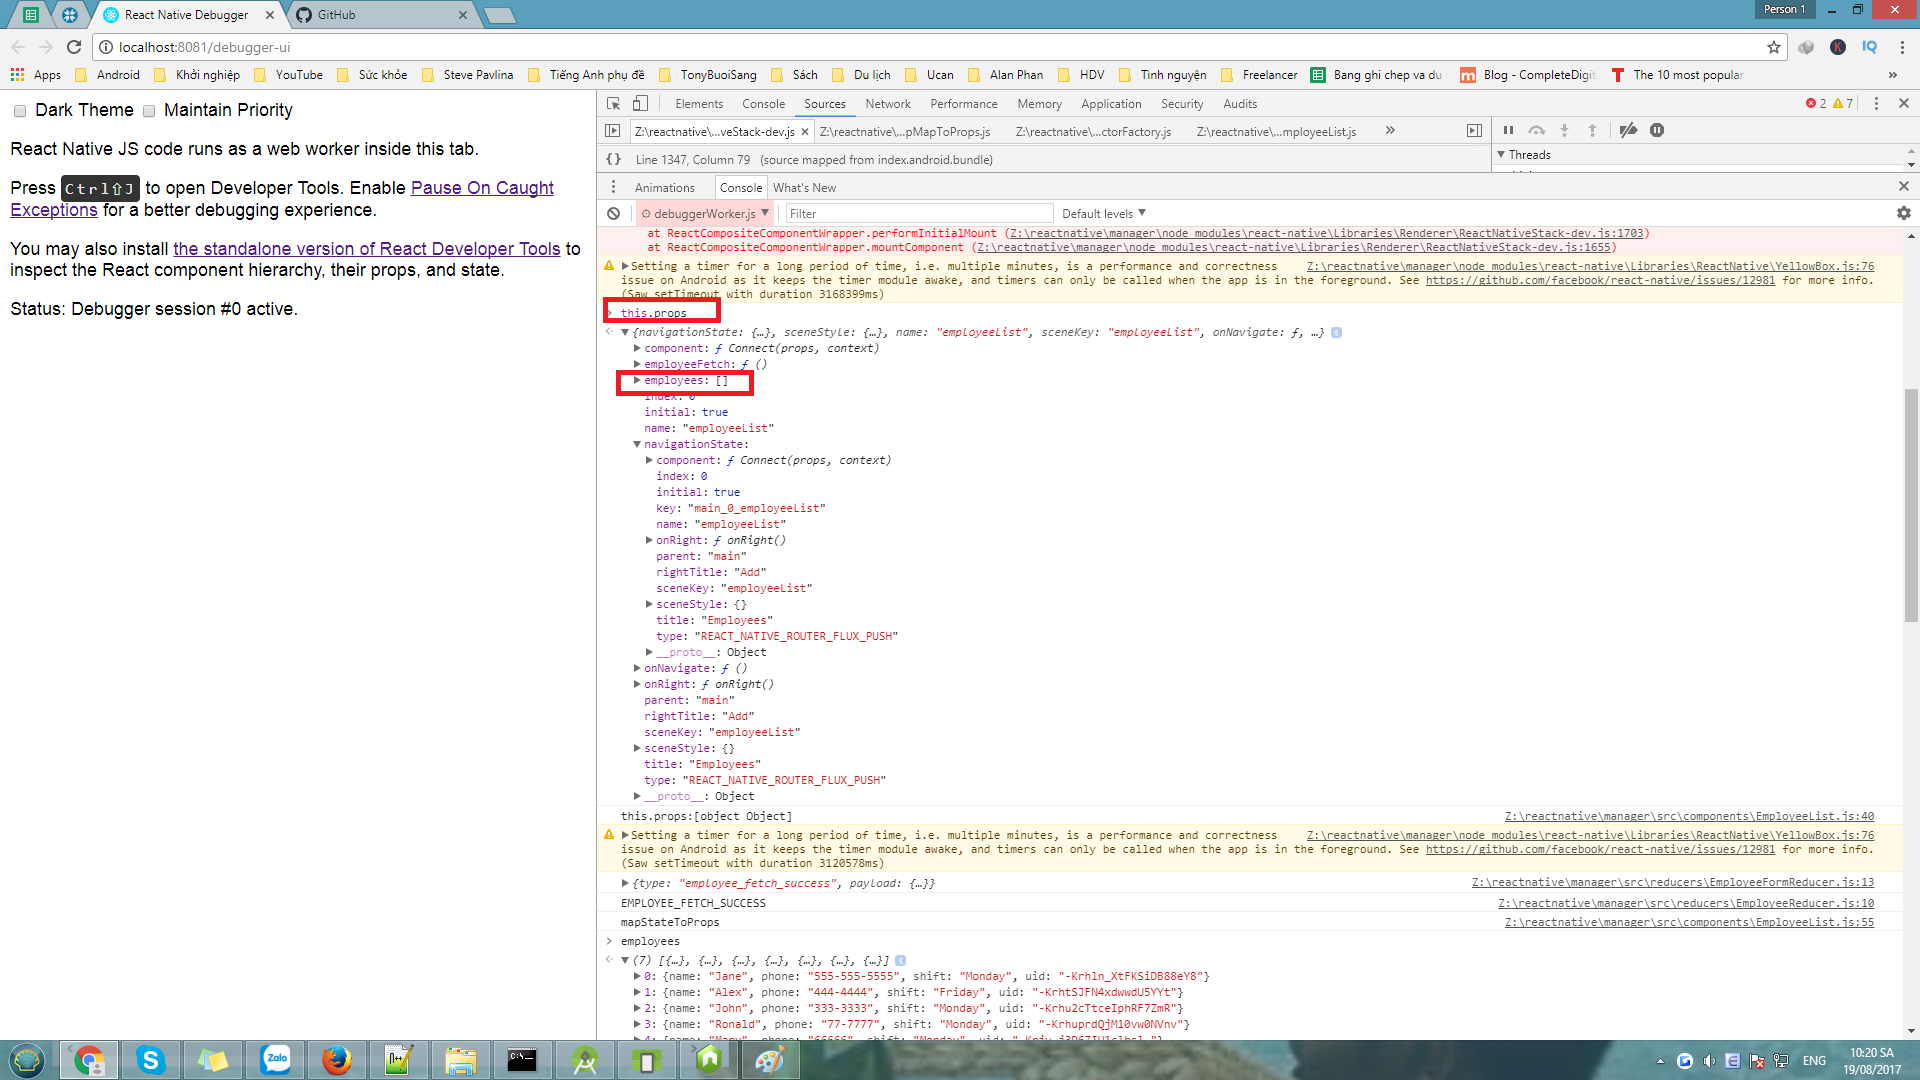 React Native Debugger
GitHub
Person 1
localhost:8081/debugger-ui
Apps
Android
Khởi nghiệp
YouTube
Sức khỏe
Steve Pavlina
Tiếng Anh phụ đề
TonyBuoiSang
Sách
Du lịch
Ucan
Alan Phan
HDV
Tình nguyện
Freelancer
Bang ghi chep va du
Blog - CompleteDigit
The 10 most popular
»
Dark Theme Maintain Priority
React Native JS code runs as a web worker inside this tab.
Press Ctrl⇧J to open Developer Tools. Enable Pause On Caught
Exceptions for a better debugging experience.
You may also install the standalone version of React Developer Tools to
inspect the React component hierarchy, their props, and state.
Status: Debugger session #0 active.
Elements Console Sources Network Performance Memory Application Security Audits
2 7
Z:\reactnative\...veStack-dev.js × Z:\reactnative\...pMapToProps.js Z:\reactnative\...ctorFactory.js Z:\reactnative\...mployeeList.js »
{} Line 1347, Column 79 (source mapped from index.android.bundle)
▼ Threads
Animations Console What's New
debuggerWorker.js ▼ Filter Default levels ▼
at ReactCompositeComponentWrapper.performInitialMount (Z:\reactnative\manager\node_modules\react-native\Libraries\Renderer\ReactNativeStack-dev.js:1703)
at ReactCompositeComponentWrapper.mountComponent (Z:\reactnative\manager\node_modules\react-native\Libraries\Renderer\ReactNativeStack-dev.js:1655)
▶Setting a timer for a long period of time, i.e. multiple minutes, is a performance and correctness Z:\reactnative\manager\node_modules\react-native\Libraries\ReactNative\YellowBox.js:76
issue on Android as it keeps the timer module awake, and timers can only be called when the app is in the foreground. See https://github.com/facebook/react-native/issues/12981 for more info.
(Saw setTimeout with duration 3168399ms)
this.props
▼{navigationState: {…}, sceneStyle: {…}, name: "employeeList", sceneKey: "employeeList", onNavigate: ƒ, …}
▶component: ƒ Connect(props, context)
▶employeeFetch: ƒ ()
▶employees: []
index: 0
initial: true
name: "employeeList"
▼navigationState:
▶component: ƒ Connect(props, context)
index: 0
initial: true
key: "main_0_employeeList"
name: "employeeList"
▶onRight: ƒ onRight()
parent: "main"
rightTitle: "Add"
sceneKey: "employeeList"
▶sceneStyle: {}
title: "Employees"
type: "REACT_NATIVE_ROUTER_FLUX_PUSH"
▶__proto__: Object
▶onNavigate: ƒ ()
▶onRight: ƒ onRight()
parent: "main"
rightTitle: "Add"
sceneKey: "employeeList"
▶sceneStyle: {}
title: "Employees"
type: "REACT_NATIVE_ROUTER_FLUX_PUSH"
▶__proto__: Object
this.props:[object Object] Z:\reactnative\manager\src\components\EmployeeList.js:40
▶Setting a timer for a long period of time, i.e. multiple minutes, is a performance and correctness Z:\reactnative\manager\node_modules\react-native\Libraries\ReactNative\YellowBox.js:76
issue on Android as it keeps the timer module awake, and timers can only be called when the app is in the foreground. See https://github.com/facebook/react-native/issues/12981 for more info.
(Saw setTimeout with duration 3120578ms)
▶{type: "employee_fetch_success", payload: {…}} Z:\reactnative\manager\src\reducers\EmployeeFormReducer.js:13
EMPLOYEE_FETCH_SUCCESS Z:\reactnative\manager\src\reducers\EmployeeReducer.js:10
mapStateToProps Z:\reactnative\manager\src\components\EmployeeList.js:55
employees
▼(7) [{…}, {…}, {…}, {…}, {…}, {…}, {…}]
▶0: {name: "Jane", phone: "555-555-5555", shift: "Monday", uid: "-Krhln_XtFKSiDB88eY8"}
▶1: {name: "Alex", phone: "444-4444", shift: "Friday", uid: "-KrhtSJFN4xdwwdU5YYt"}
▶2: {name: "John", phone: "333-3333", shift: "Monday", uid: "-Krhu2cTtceIphRF7ZmR"}
▶3: {name: "Ronald", phone: "77-7777", shift: "Monday", uid: "-KrhuprdQjM10vw0NVnv"}
Zalo
ENG
10:20 SA
19/08/2017